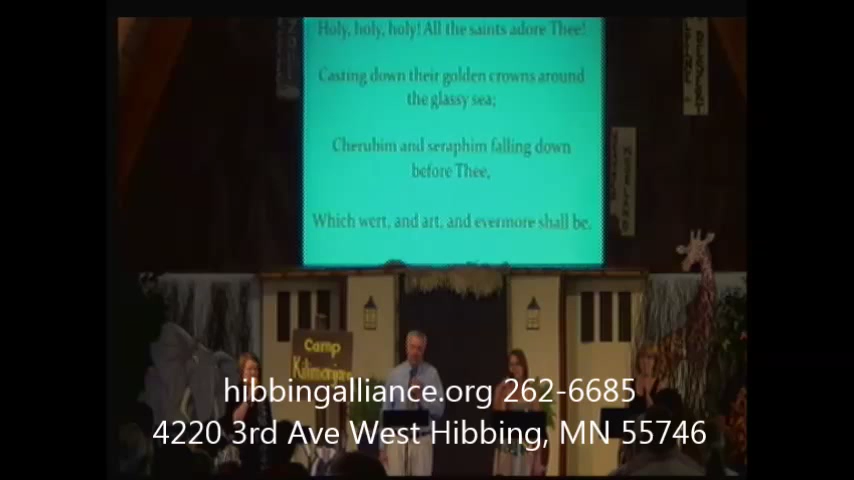 Holy, holy, holy! All the saints adore Thee!
Casting down their golden crowns around
the glassy sea;
Cherubim and seraphim falling down
before Thee,
Which wert, and art, and evermore shall be.
Camp
Kilimanjaro
hibbingalliance.org 262-6685
4220 3rd Ave West Hibbing, MN 55746